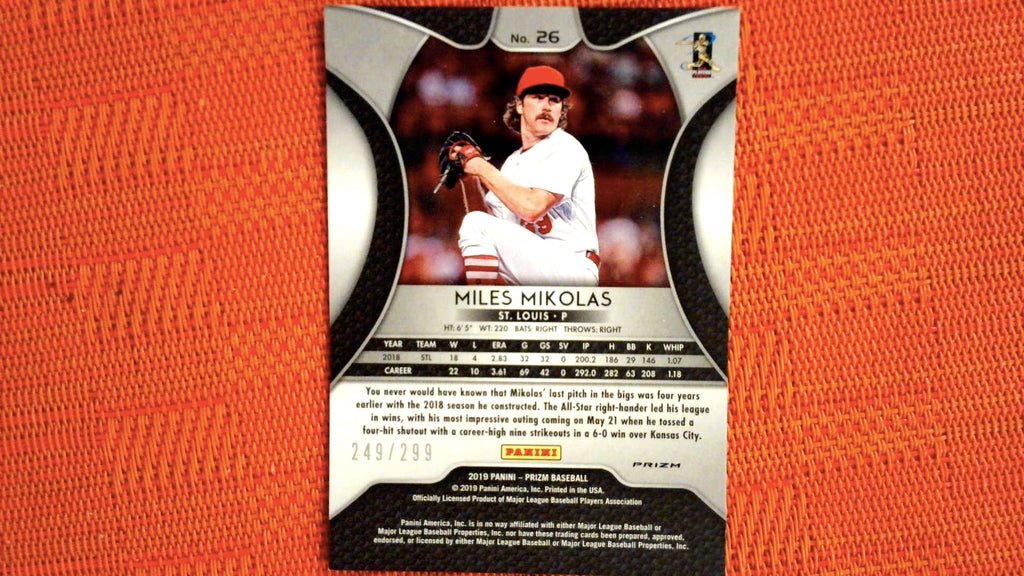 No. 26
MILES MIKOLAS
ST. LOUIS • P
HT: 6' 5" WT: 220 BATS: RIGHT THROWS: RIGHT
YEAR TEAM W L ERA G GS SV IP H BB K WHIP
2018 STL 18 4 2.83 32 32 0 200.2 186 29 146 1.07
CAREER 22 10 3.61 69 42 0 292.0 282 63 208 1.18
You never would have known that Mikolas' last pitch in the bigs was four years
earlier with the 2018 season he constructed. The All-Star right-hander led his league
in wins, with his most impressive outing coming on May 21 when he tossed a
four-hit shutout with a career-high nine strikeouts in a 6-0 win over Kansas City.
249/299
PANINI
PRIZM
2019 PANINI – PRIZM BASEBALL
© 2019 Panini America, Inc. Printed in the USA.
Officially Licensed Product of Major League Baseball Players Association
Panini America, Inc. is in no way affiliated with either Major League Baseball or
Major League Baseball Properties, Inc. nor have these trading cards been prepared, approved,
endorsed, or licensed by either Major League Baseball or Major League Baseball Properties, Inc.